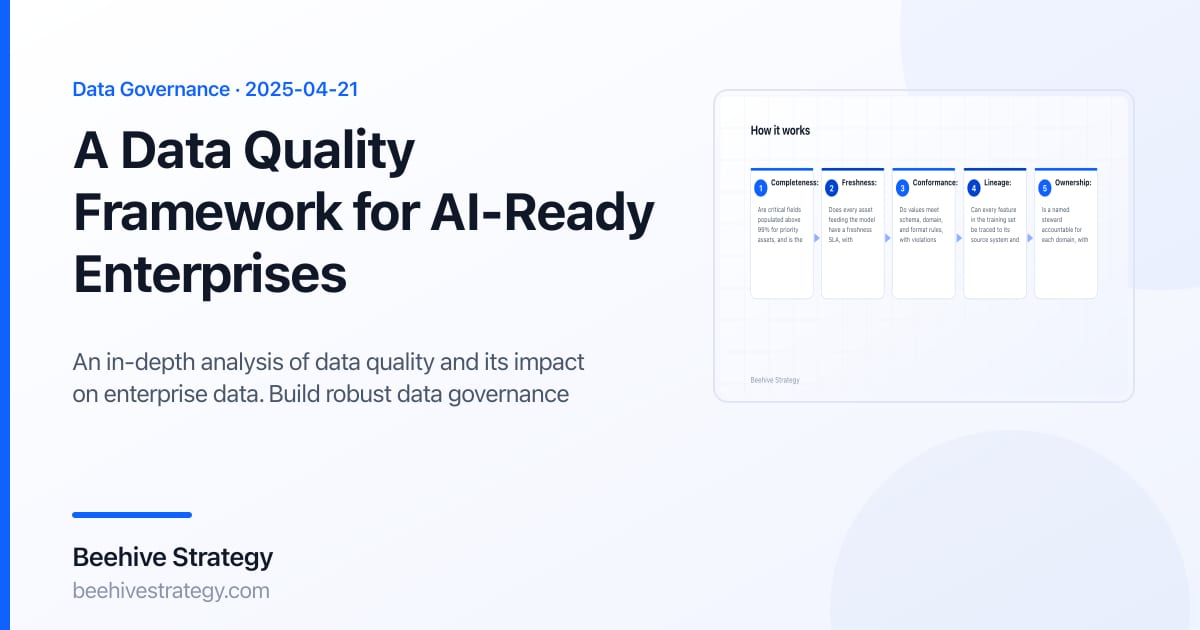 Data Governance · 2025-04-21
A Data Quality
Framework for AI-Ready
Enterprises
An in-depth analysis of data quality and its impact
on enterprise data. Build robust data governance
Beehive Strategy
beehivestrategy.com
How it works
1 Completeness:
Are critical fields
populated above
99% for priority
assets, and is the
2 Freshness:
Does every asset
feeding the model
have a freshness
SLA, with
3 Conformance:
Do values meet
schema, domain,
and format rules,
with violations
4 Lineage:
Can every feature
in the training set
be traced to its
source system and
5 Ownership:
Is a named
steward
accountable for
each domain, with
Beehive Strategy